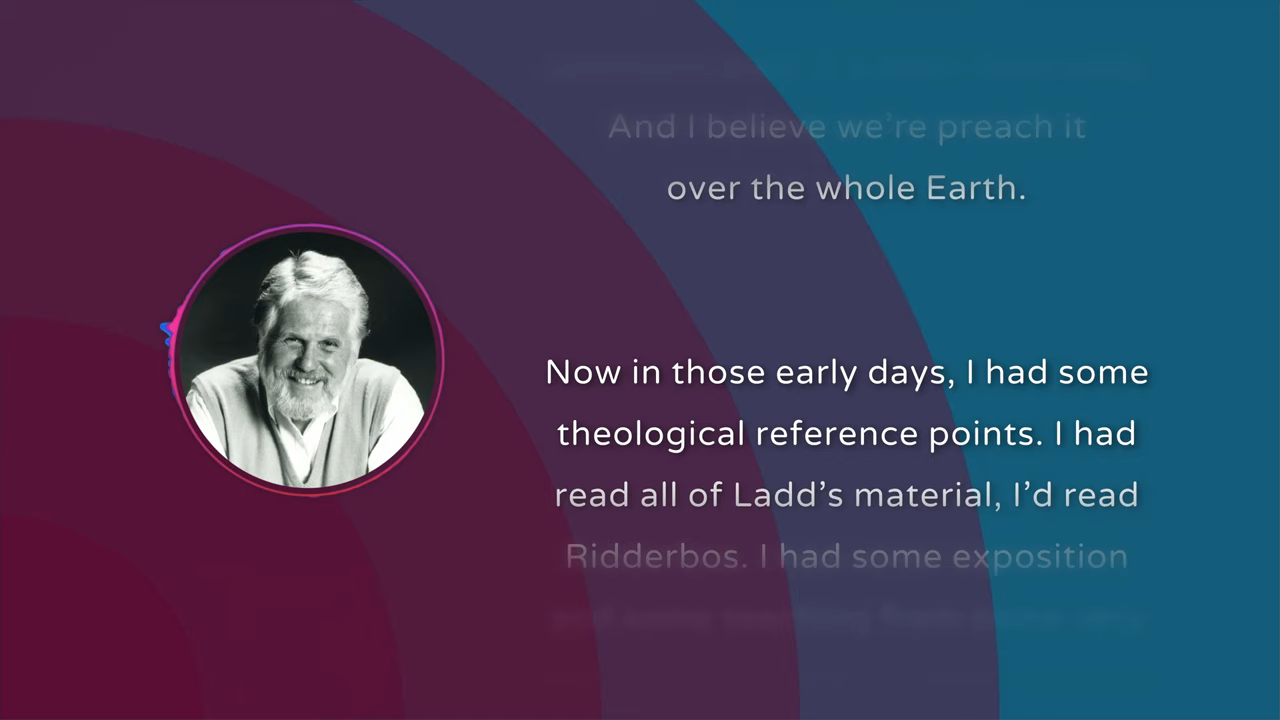 And I believe we're preach it
over the whole Earth.
Now in those early days, I had some
theological reference points. I had
read all of Ladd's material, I'd read
Ridderbos. I had some exposition